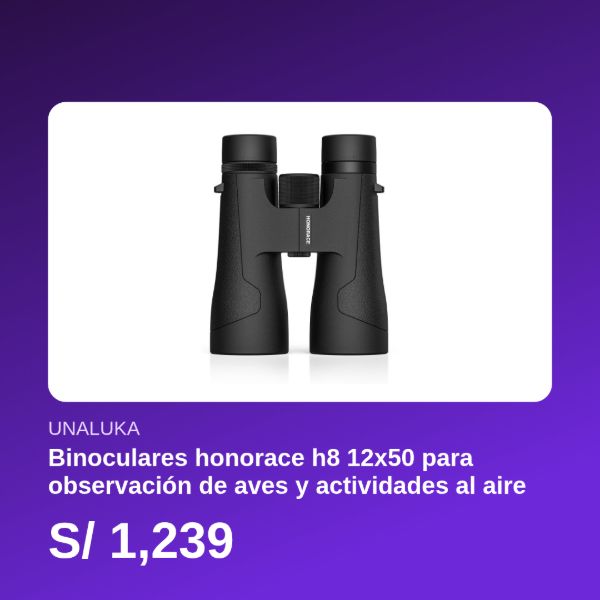 HONORACE
UNALUKA
Binoculares honorace h8 12x50 para
observación de aves y actividades al aire
S/ 1,239